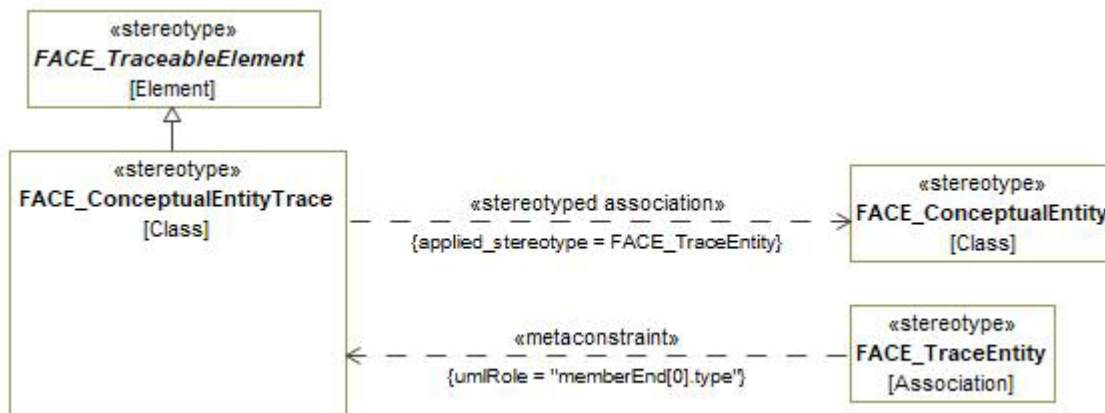 «stereotype»
FACE_TraceableElement
[Element]
«stereotype»
FACE_ConceptualEntityTrace
[Class]
«stereotyped association»
{applied_stereotype = FACE_TraceEntity}
«stereotype»
FACE_ConceptualEntity
[Class]
«metaconstraint»
{umlRole = "memberEnd[0].type"}
«stereotype»
FACE_TraceEntity
[Association]